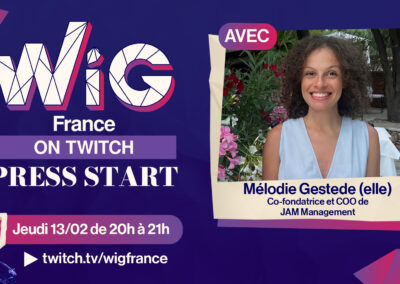 WiG
France
ON TWITCH
PRESS START
Jeudi 13/02 de 20h à 21h
twitch.tv/wigfrance
AVEC
Mélodie Gestede (elle)
Co-fondatrice et COO de
JAM Management